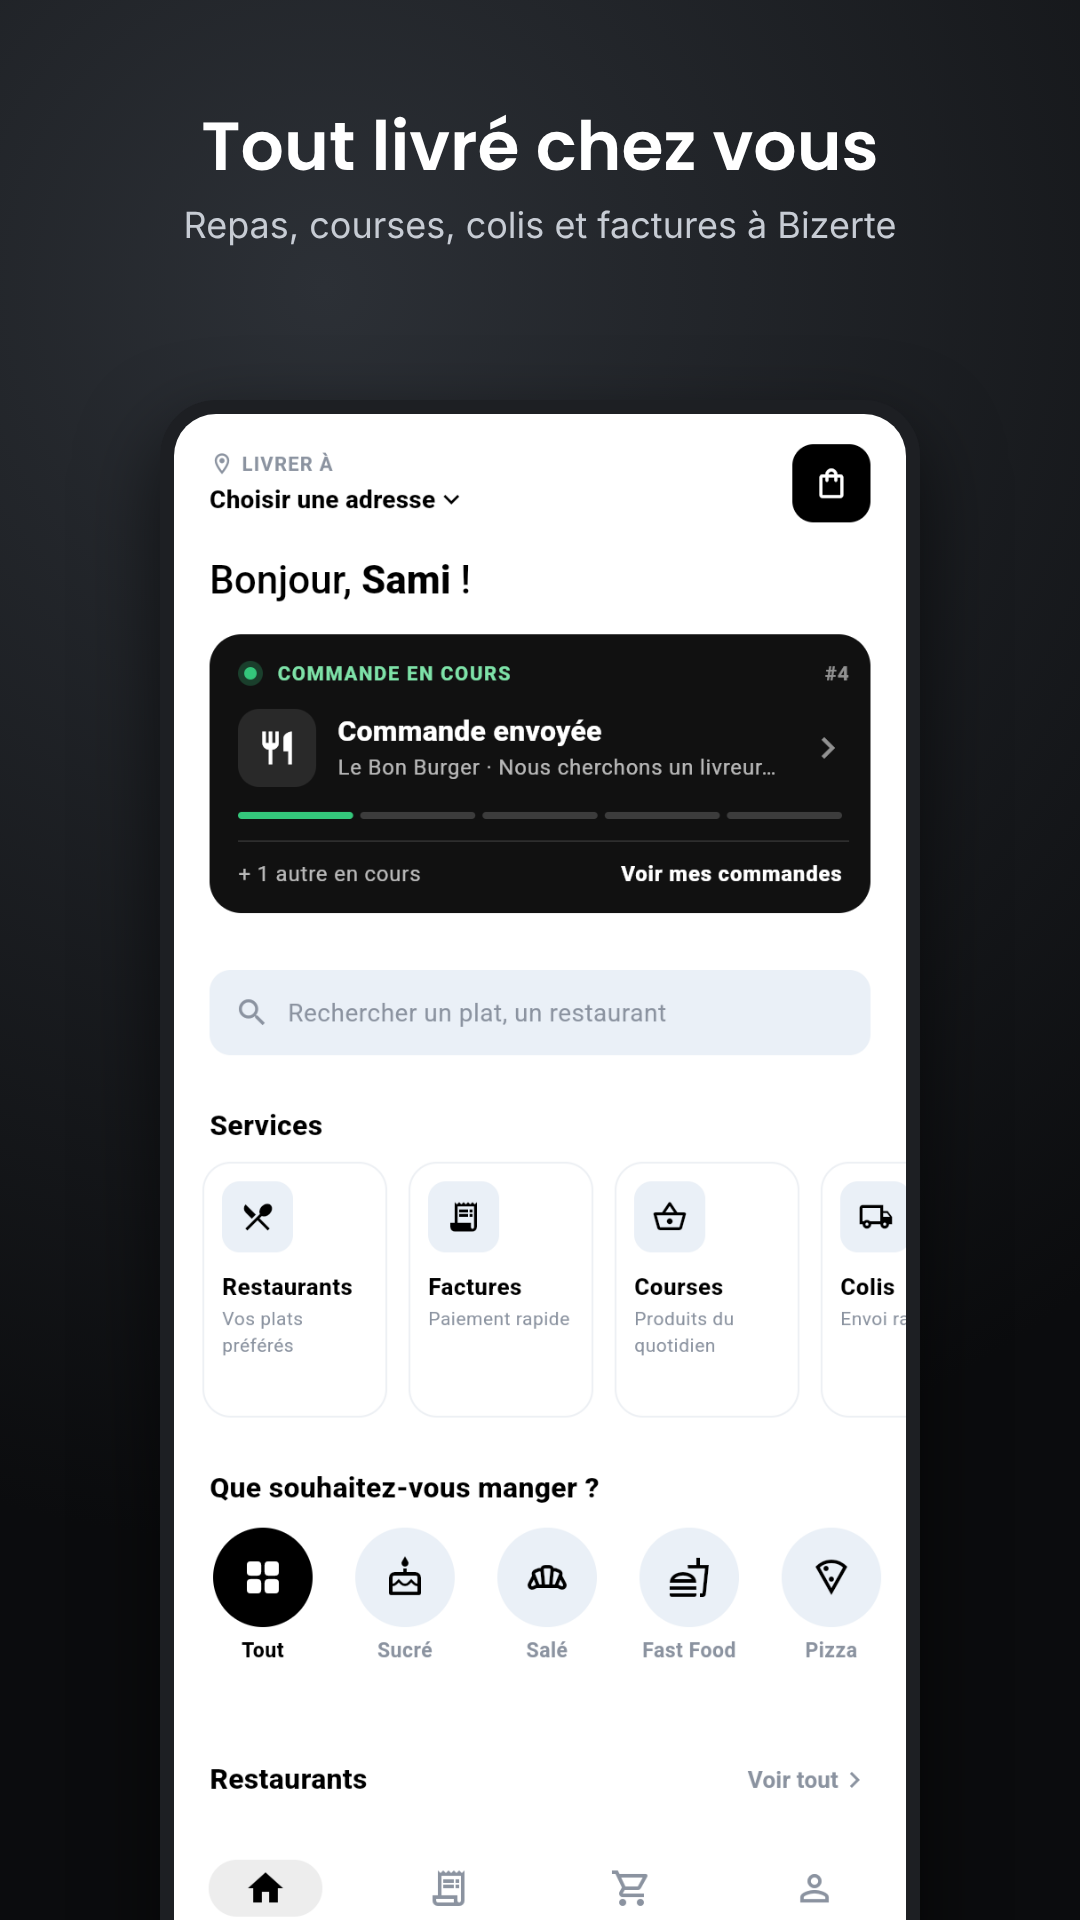 Tout livré chez vous
Repas, courses, colis et factures à Bizerte
LIVRER À
Choisir une adresse
Bonjour, Sami !
COMMANDE EN COURS
#4
Commande envoyée
Le Bon Burger · Nous cherchons un livreur...
+ 1 autre en cours
Voir mes commandes
Rechercher un plat, un restaurant
Services
Restaurants
Vos plats
préférés
Factures
Paiement rapide
Courses
Produits du
quotidien
Colis
Envoi
Que souhaitez-vous manger ?
Tout
Sucré
Salé
Fast Food
Pizza
Restaurants
Voir tout